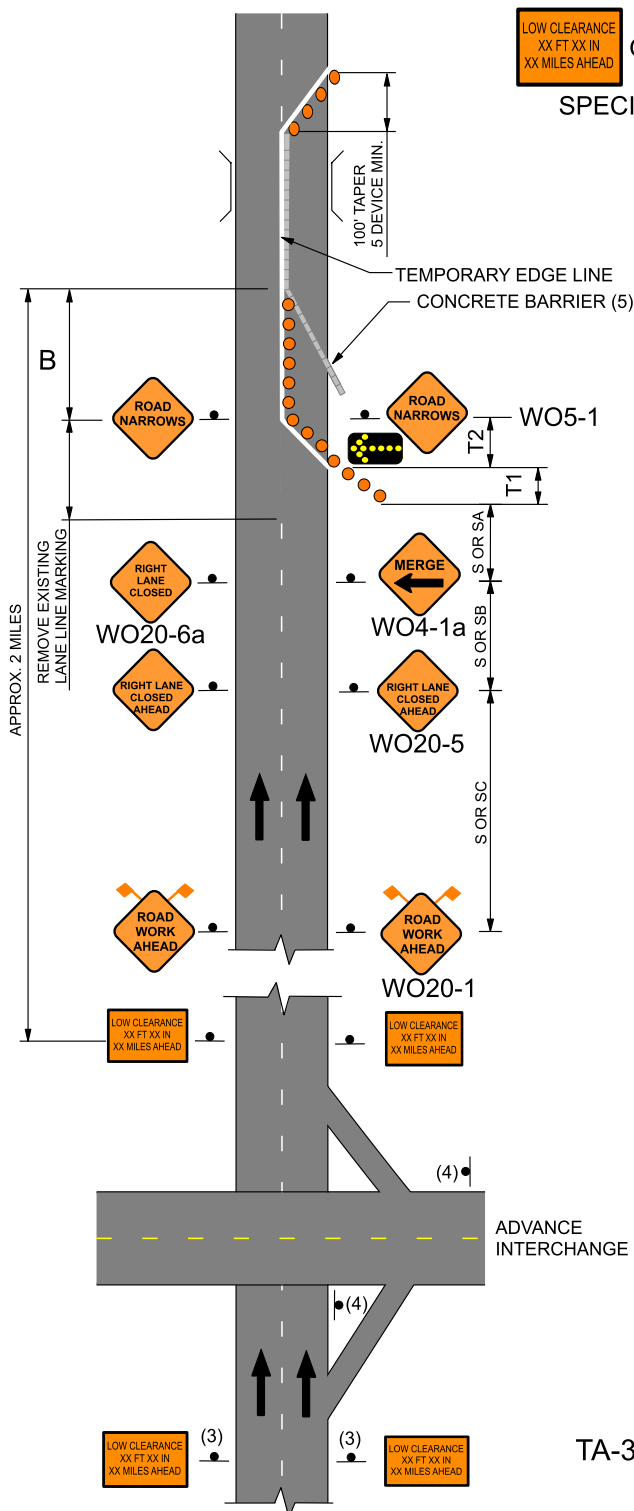 LOW CLEARANCE
XX FT XX IN
XX MILES AHEAD
SPECI
100' TAPER
5 DEVICE MIN.
TEMPORARY EDGE LINE
CONCRETE BARRIER (5)
B
ROAD
NARROWS
ROAD
NARROWS
WO5-1
T2
T1
S OR SA
RIGHT
LANE
CLOSED
WO20-6a
MERGE
WO4-1a
S OR SB
REMOVE EXISTING
LANE LINE MARKING
APPROX. 2 MILES
RIGHT LANE
CLOSED
AHEAD
RIGHT LANE
CLOSED
AHEAD
WO20-5
S OR SC
ROAD
WORK
AHEAD
ROAD
WORK
AHEAD
WO20-1
LOW CLEARANCE
XX FT XX IN
XX MILES AHEAD
LOW CLEARANCE
XX FT XX IN
XX MILES AHEAD
(4)
ADVANCE
INTERCHANGE
(4)
(3)
(3)
LOW CLEARANCE
XX FT XX IN
XX MILES AHEAD
LOW CLEARANCE
XX FT XX IN
XX MILES AHEAD
TA-3